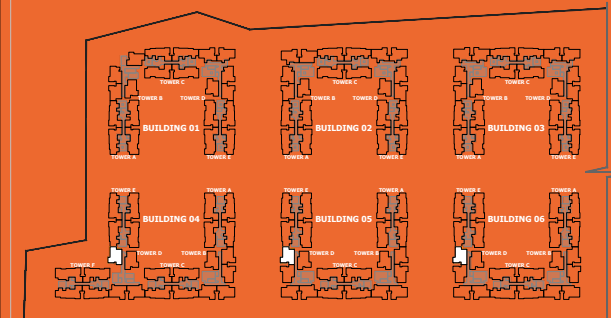 TOWER C TOWER C TOWER C
TOWER B TOWER D TOWER B TOWER D TOWER B TOWER D
BUILDING 01 BUILDING 02 BUILDING 03
TOWER A TOWER E TOWER A TOWER E TOWER A TOWER E
TOWER E TOWER A TOWER E TOWER A TOWER E TOWER A
BUILDING 04 BUILDING 05 BUILDING 06
TOWER D TOWER B TOWER D TOWER B TOWER D TOWER B
TOWER F TOWER C TOWER C TOWER C